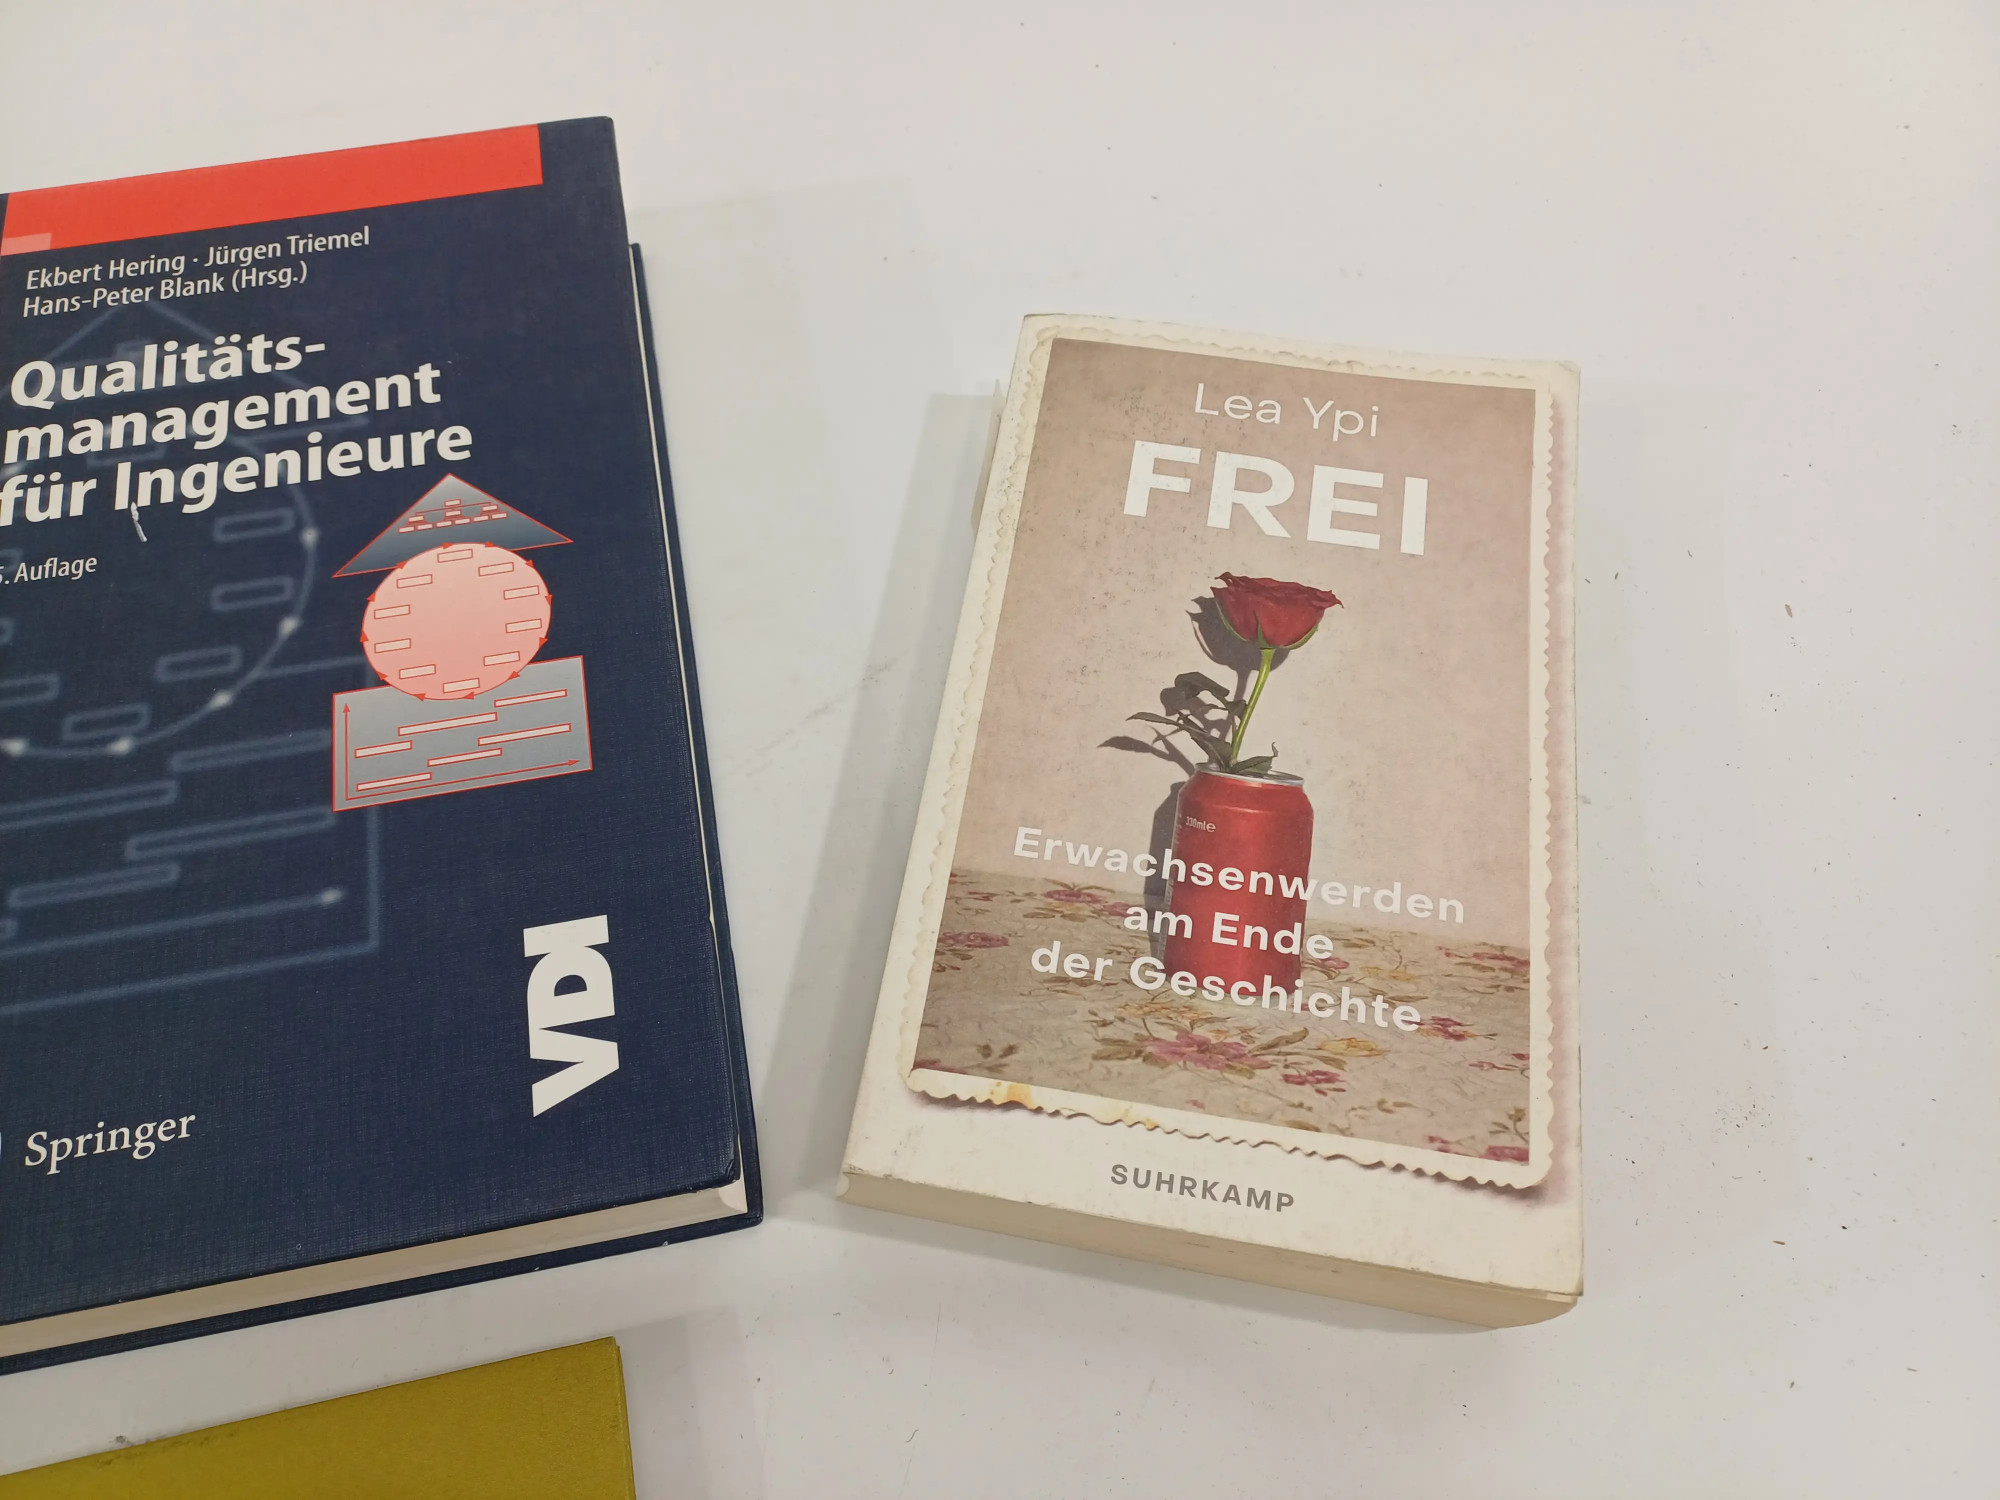 Ekbert Hering · Jürgen Triemel
Hans-Peter Blank (Hrsg.)
Qualitäts-
management
für Ingenieure
5. Auflage
VDI
Springer
Lea Ypi
FREI
330ml e
Erwachsenwerden
am Ende
der Geschichte
SUHRKAMP